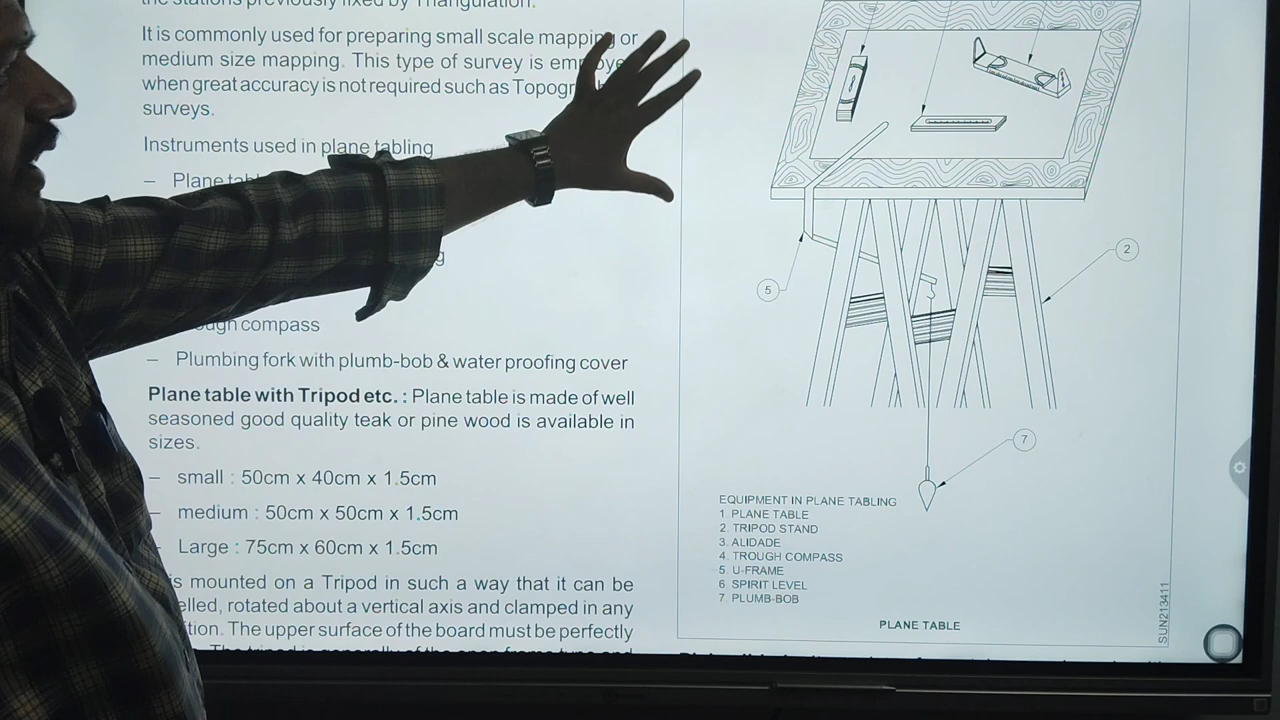 the stations previously fixed by Triangulation.
It is commonly used for preparing small scale mapping or
medium size mapping. This type of survey is
when great accuracy is not required such as
surveys.
Instruments used in plane tabling
– Plane
compass
– Plumbing fork with plumb-bob & water proofing cover
Plane table with Tripod etc. : Plane table is made of well
seasoned good quality teak or pine wood is available in
sizes.
– small : 50cm x 40cm x 1.5cm
– medium : 50cm x 50cm x 1.5cm
– Large : 75cm x 60cm x 1.5cm
is mounted on a Tripod in such a way that it can be
rotated about a vertical axis and clamped in any
The upper surface of the board must be perfectly
5
2
7
EQUIPMENT IN PLANE TABLING
1. PLANE TABLE
2. TRIPOD STAND
3. ALIDADE
4. TROUGH COMPASS
5. U-FRAME
6. SPIRIT LEVEL
7. PLUMB-BOB
PLANE TABLE
SUN213411